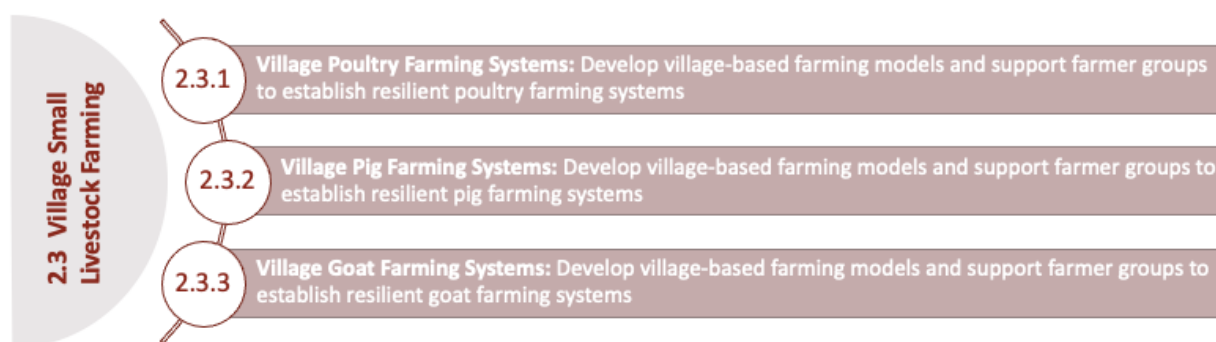 2.3 Village Small
Livestock Farming
2.3.1
Village Poultry Farming Systems: Develop village-based farming models and support farmer groups
to establish resilient poultry farming systems
2.3.2
Village Pig Farming Systems: Develop village-based farming models and support farmer groups to
establish resilient pig farming systems
2.3.3
Village Goat Farming Systems: Develop village-based farming models and support farmer groups to
establish resilient goat farming systems